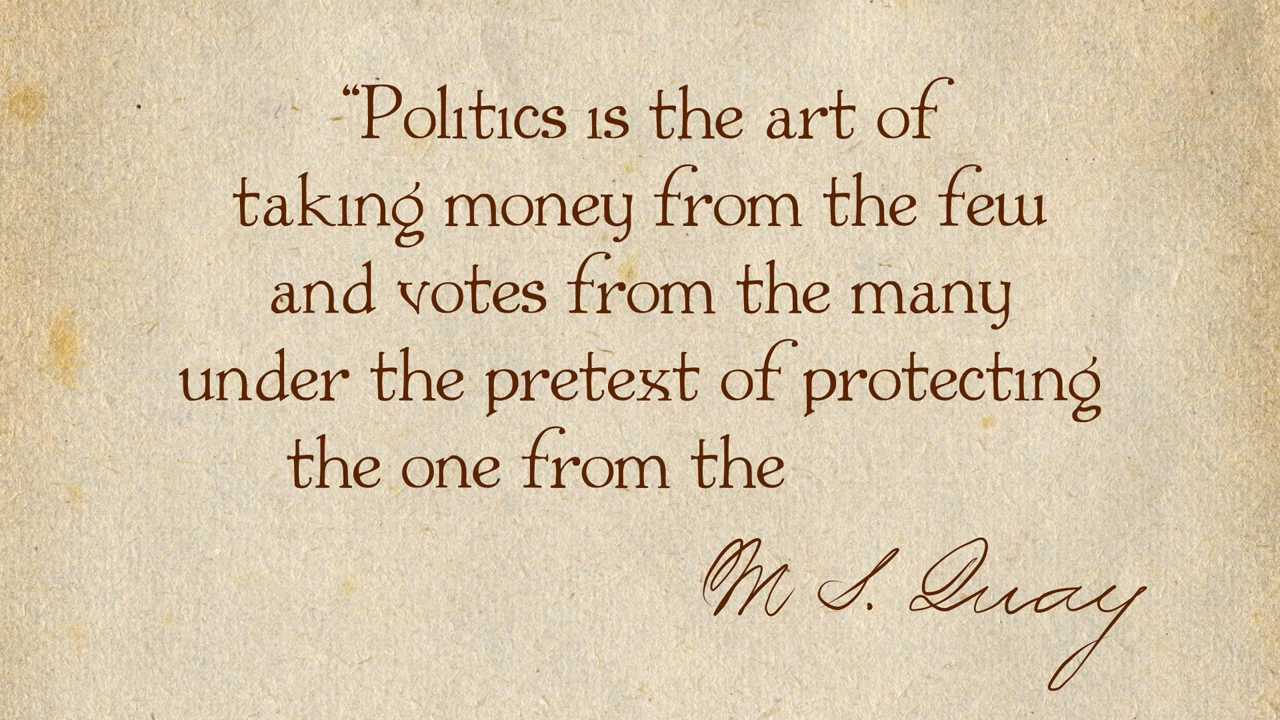 “Politics is the art of
taking money from the few
and votes from the many
under the pretext of protecting
the one from the
M S. Quay